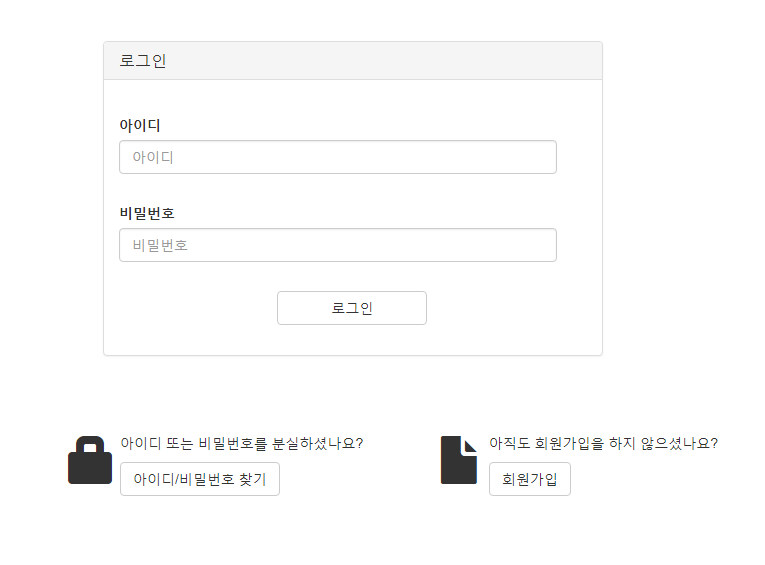 로그인
아이디
아이디
비밀번호
비밀번호
로그인
아이디 또는 비밀번호를 분실하셨나요?
아이디/비밀번호 찾기
아직도 회원가입을 하지 않으셨나요?
회원가입